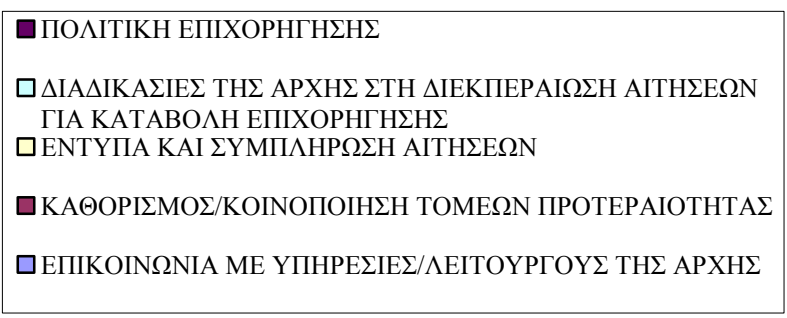 ΠΟΛΙΤΙΚΗ ΕΠΙΧΟΡΗΓΗΣΗΣ
ΔΙΑΔΙΚΑΣΙΕΣ ΤΗΣ ΑΡΧΗΣ ΣΤΗ ΔΙΕΚΠΕΡΑΙΩΣΗ ΑΙΤΗΣΕΩΝ
ΓΙΑ ΚΑΤΑΒΟΛΗ ΕΠΙΧΟΡΗΓΗΣΗΣ
ΕΝΤΥΠΑ ΚΑΙ ΣΥΜΠΛΗΡΩΣΗ ΑΙΤΗΣΕΩΝ
ΚΑΘΟΡΙΣΜΟΣ/ΚΟΙΝΟΠΟΙΗΣΗ ΤΟΜΕΩΝ ΠΡΟΤΕΡΑΙΟΤΗΤΑΣ
ΕΠΙΚΟΙΝΩΝΙΑ ΜΕ ΥΠΗΡΕΣΙΕΣ/ΛΕΙΤΟΥΡΓΟΥΣ ΤΗΣ ΑΡΧΗΣ